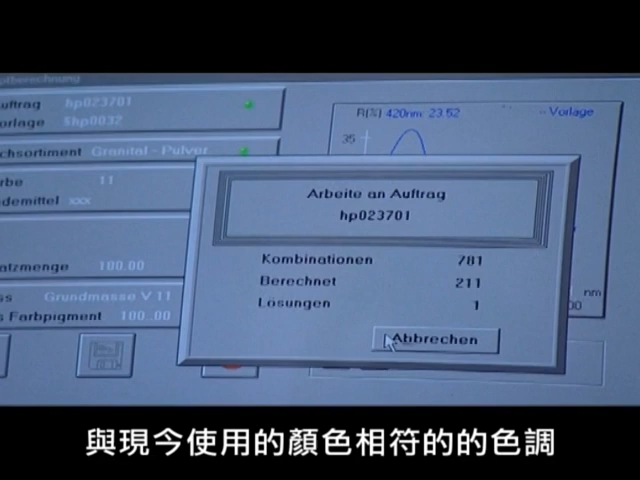 ptberechnung
uftrag hp023701
orlage 5hp0032
chsortiment Granital - Pulver
rbe 11
demittel xxx
atzmenge 100.00
ss Grundmasse V 11
s Farbpigment 100..00
R(%) 420nm: 23.52 - Vorlage
35
nm
00
Arbeite an Auftrag
hp023701
Kombinationen 781
Berechnet 211
Lösungen 1
Abbrechen
與現今使用的顏色相符的的色調